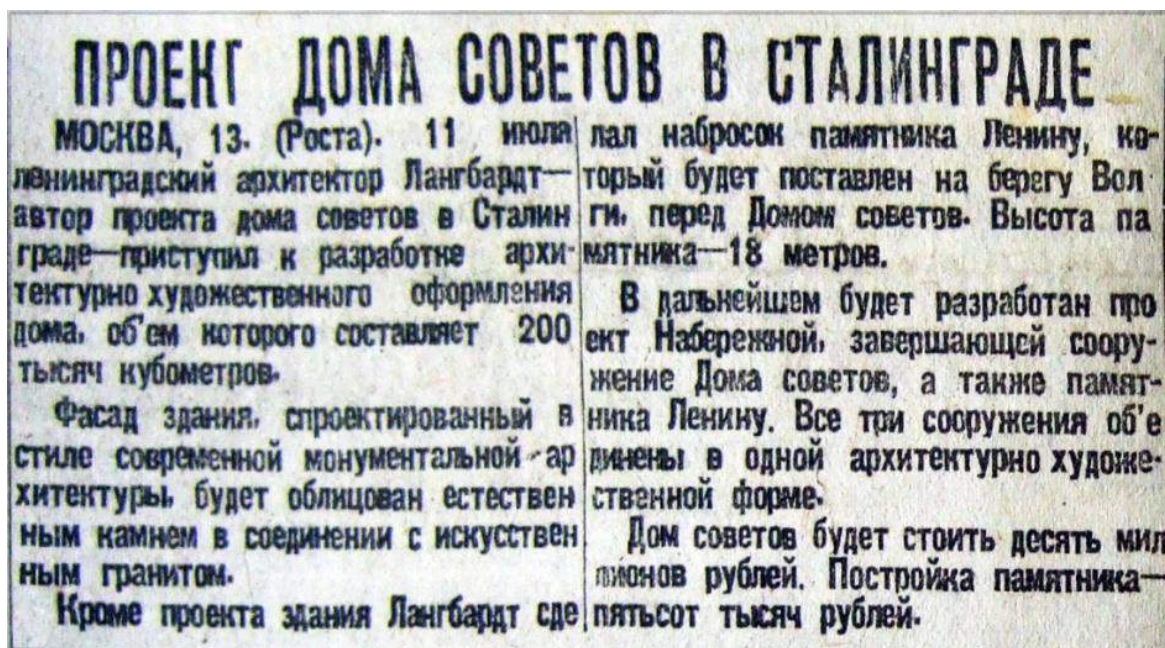 ПРОЕКТ ДОМА СОВЕТОВ В СТАЛИНГРАДЕ
МОСКВА, 13. (Роста). 11 июля
ленинградский архитектор Лангбардт—
автор проекта дома советов в Сталин
граде—приступил к разработке архи-
тектурно художественного оформления
дома, об'ем которого составляет 200
тысяч кубометров.
Фасад здания, спроектированный в
стиле современной монументальной ар
хитектуры, будет облицован естествен
ным камнем в соединении с искусствен
ным гранитом.
Кроме проекта здания Лангбардт сде
лал набросок памятника Ленину, ко-
торый будет поставлен на берегу Вол
ги, перед Домом советов. Высота па
мятника—18 метров.
В дальнейшем будет разработан про
ект Набережной, завершающей соору-
жение Дома советов, а также памят-
ника Ленину. Все три сооружения об'е
динены в одной архитектурно художе-
ственной форме.
Дом советов будет стоить десять мил
лионов рублей. Постройка памятника—
пятьсот тысяч рублей.